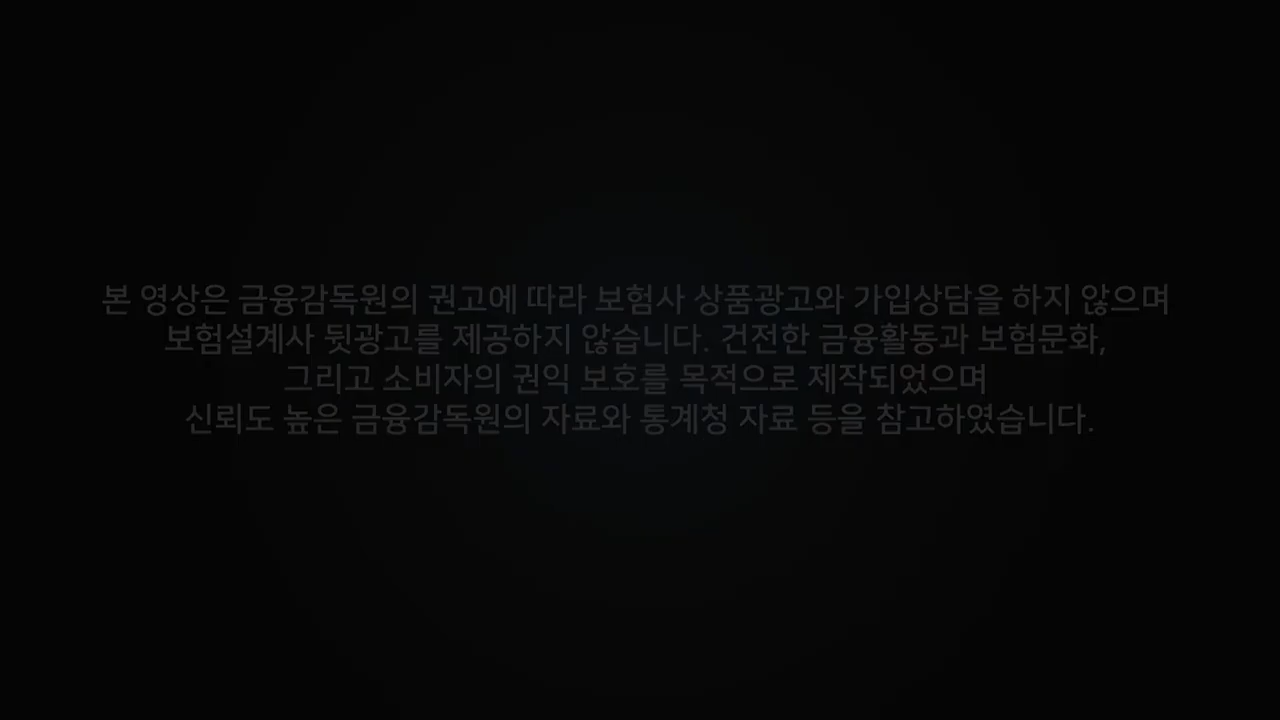 본 영상은 금융감독원의 권고에 따라 보험사 상품광고와 가입상담을 하지 않으며
보험설계사 뒷광고를 제공하지 않습니다. 건전한 금융활동과 보험문화,
그리고 소비자의 권익 보호를 목적으로 제작되었으며
신뢰도 높은 금융감독원의 자료와 통계청 자료 등을 참고하였습니다.